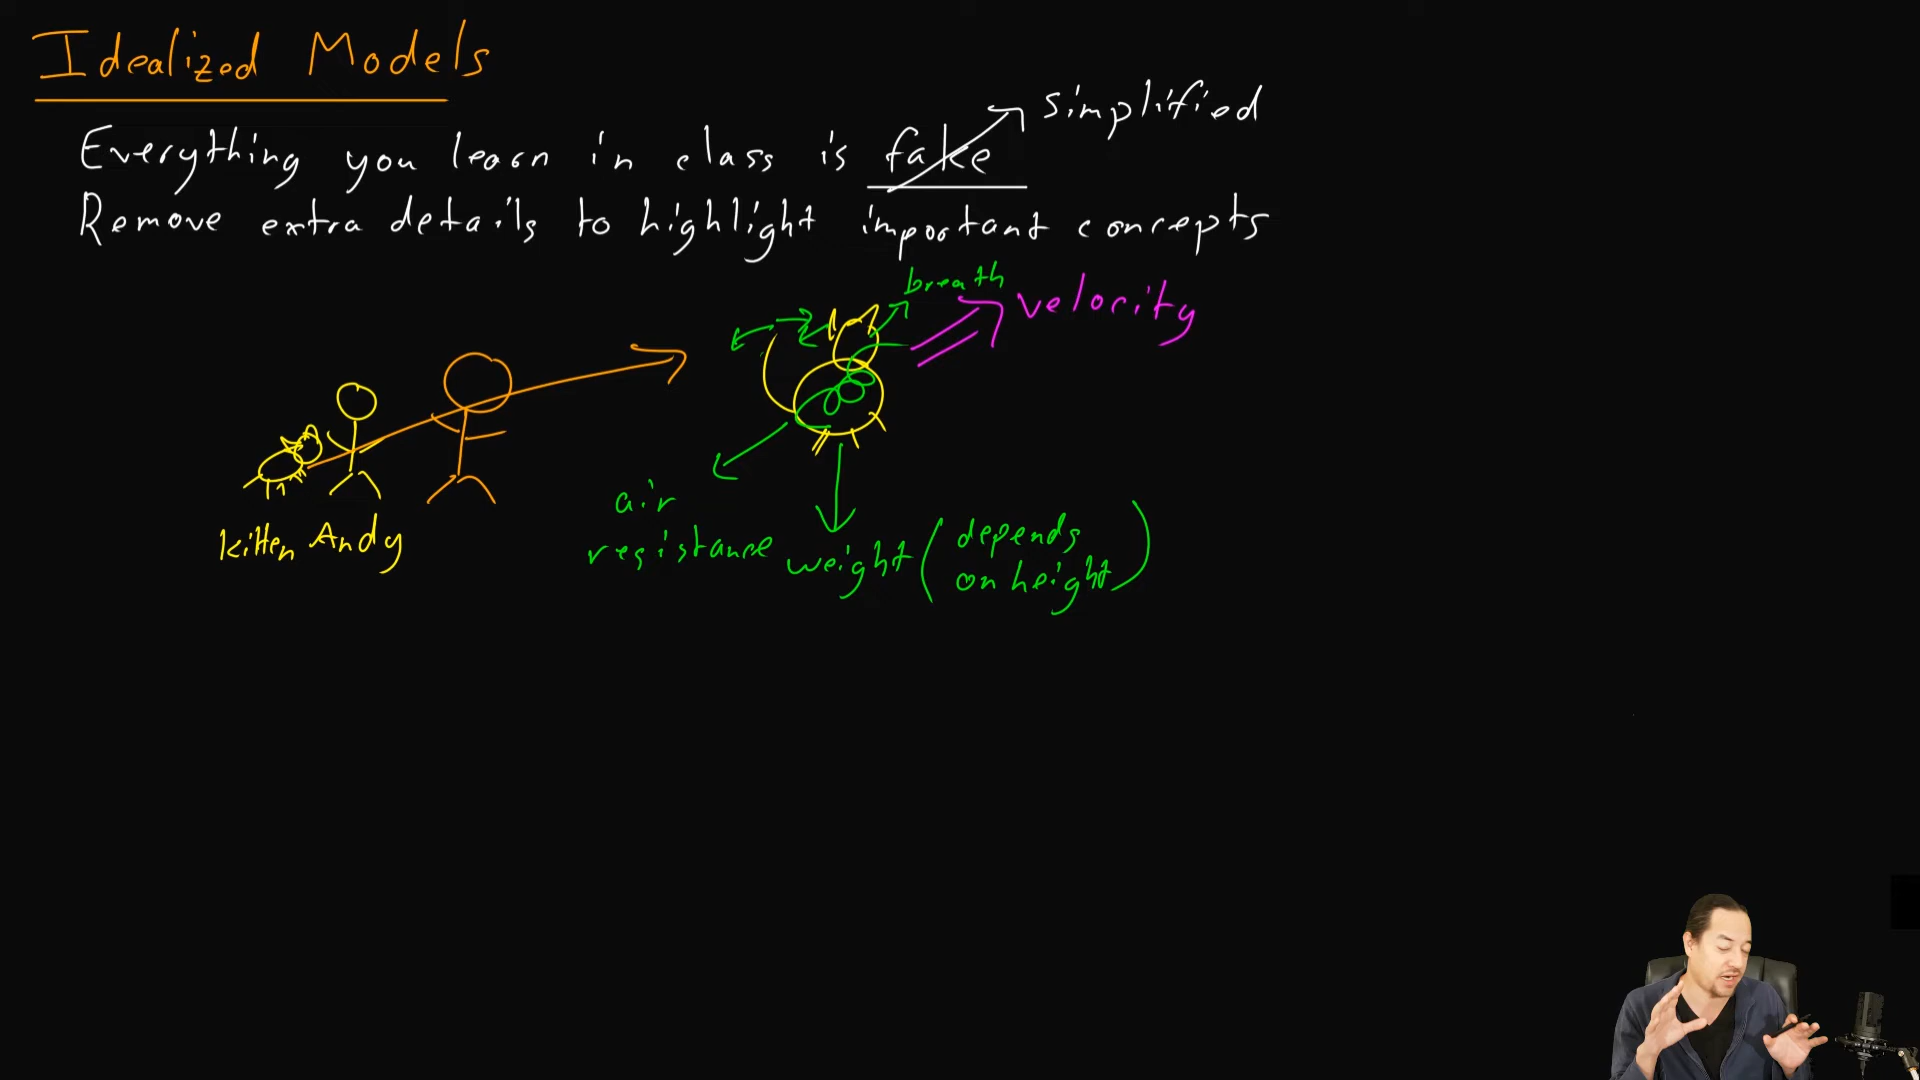 Idealized Models
simplified
Everything you learn in class is fake
Remove extra details to highlight important concepts
breath
velocity
air
resistance
weight (depends
on height)
kitten Andy